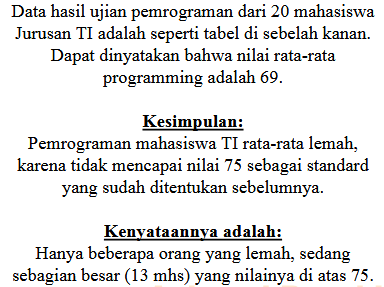 Data hasil ujian pemrograman dari 20 mahasiswa
Jurusan TI adalah seperti tabel di sebelah kanan.
Dapat dinyatakan bahwa nilai rata-rata
programming adalah 69.
Kesimpulan:
Pemrograman mahasiswa TI rata-rata lemah,
karena tidak mencapai nilai 75 sebagai standard
yang sudah ditentukan sebelumnya.
Kenyataannya adalah:
Hanya beberapa orang yang lemah, sedang
sebagian besar (13 mhs) yang nilainya di atas 75.